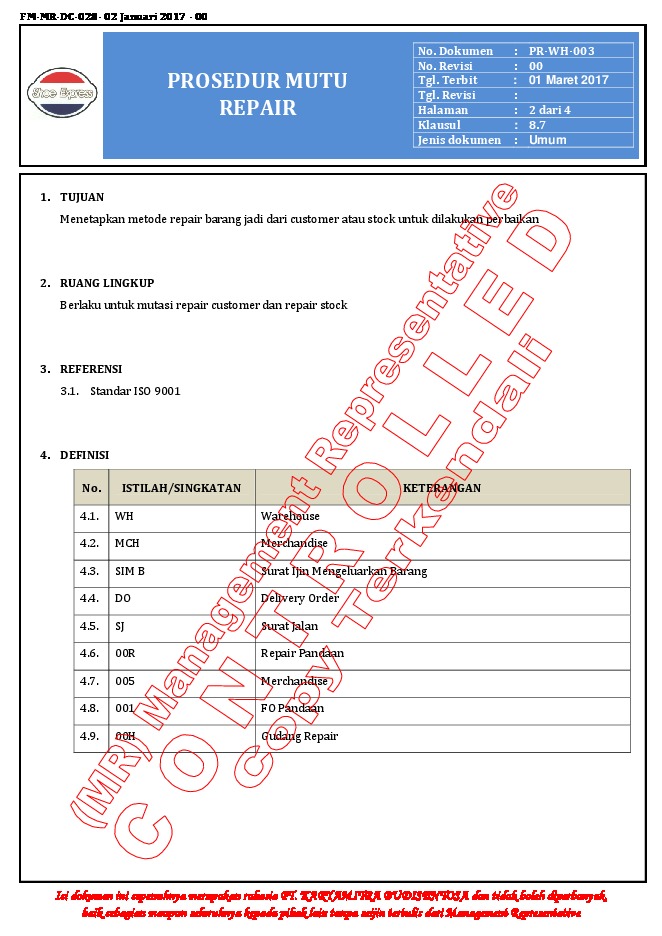 FM-MR-DC-028- 02 Januari 2017 - 00
Shoe Express
PROSEDUR MUTU
REPAIR
No. Dokumen : PR-WH-003
No. Revisi : 00
Tgl. Terbit : 01 Maret 2017
Tgl. Revisi :
Halaman : 2 dari 4
Klausul : 8.7
Jenis dokumen : Umum
1. TUJUAN
Menetapkan metode repair barang jadi dari customer atau stock untuk dilakukan perbaikan
2. RUANG LINGKUP
Berlaku untuk mutasi repair customer dan repair stock
3. REFERENSI
3.1. Standar ISO 9001
4. DEFINISI
No. ISTILAH/SINGKATAN KETERANGAN
4.1. WH Warehouse
4.2. MCH Merchandise
4.3. SIM B Surat Ijin Mengeluarkan Barang
4.4. DO Delivery Order
4.5. SJ Surat Jalan
4.6. 00R Repair Pandaan
4.7. 005 Merchandise
4.8. 001 FO Pandaan
4.9. 00H Gudang Repair
(MR) Management Representative
CONTROLLED
Copy Terkendali
Isi dokumen ini sepenuhnya merupakan rahasia PT. KARYAMITRA BUDISENTOSA dan tidak boleh diperbanyak,
baik sebagian maupun seluruhnya kepada pihak lain tanpa seijin tertulis dari Management Representative